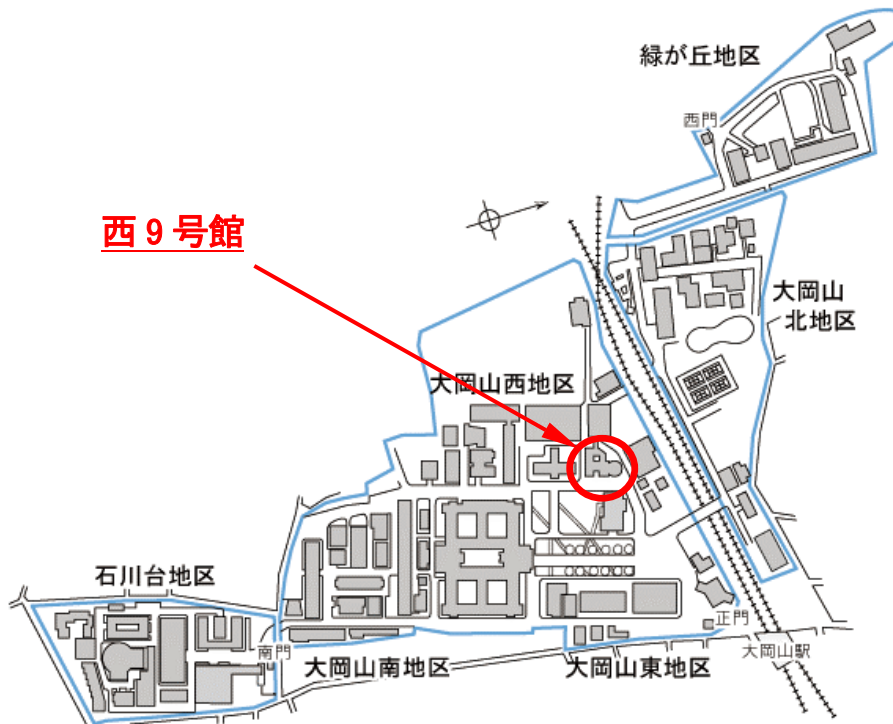 緑が丘地区
西門
西9号館
大岡山
北地区
大岡山西地区
石川台地区
南門
大岡山南地区
大岡山東地区
正門
大岡山駅